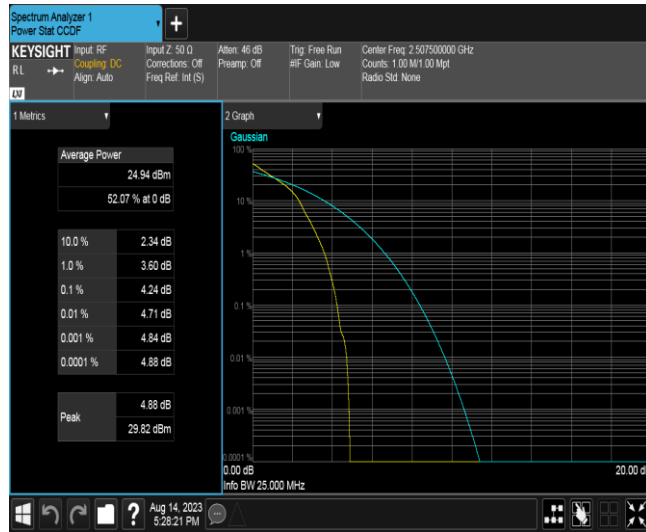 Spectrum Analyzer 1
Power Stat CCDF
+
KEYSIGHT
RL
LXI
Input: RF
Coupling: DC
Align: Auto
Input Z: 50 Ω
Corrections: Off
Freq Ref: Int (S)
Atten: 46 dB
Preamp: Off
Trig: Free Run
#IF Gain: Low
Center Freq: 2.507500000 GHz
Counts: 1.00 M/1.00 Mpt
Radio Std: None
1 Metrics
Average Power
24.94 dBm
52.07 % at 0 dB
10.0 % 2.34 dB
1.0 % 3.60 dB
0.1 % 4.24 dB
0.01 % 4.71 dB
0.001 % 4.84 dB
0.0001 % 4.88 dB
Peak
4.88 dB
29.82 dBm
2 Graph
Gaussian
100 %
10 %
1 %
0.1 %
0.01 %
0.001 %
0.0001 %
0.00 dB 20.00 d
Info BW 25.000 MHz
?
Aug 14, 2023
5:28:21 PM